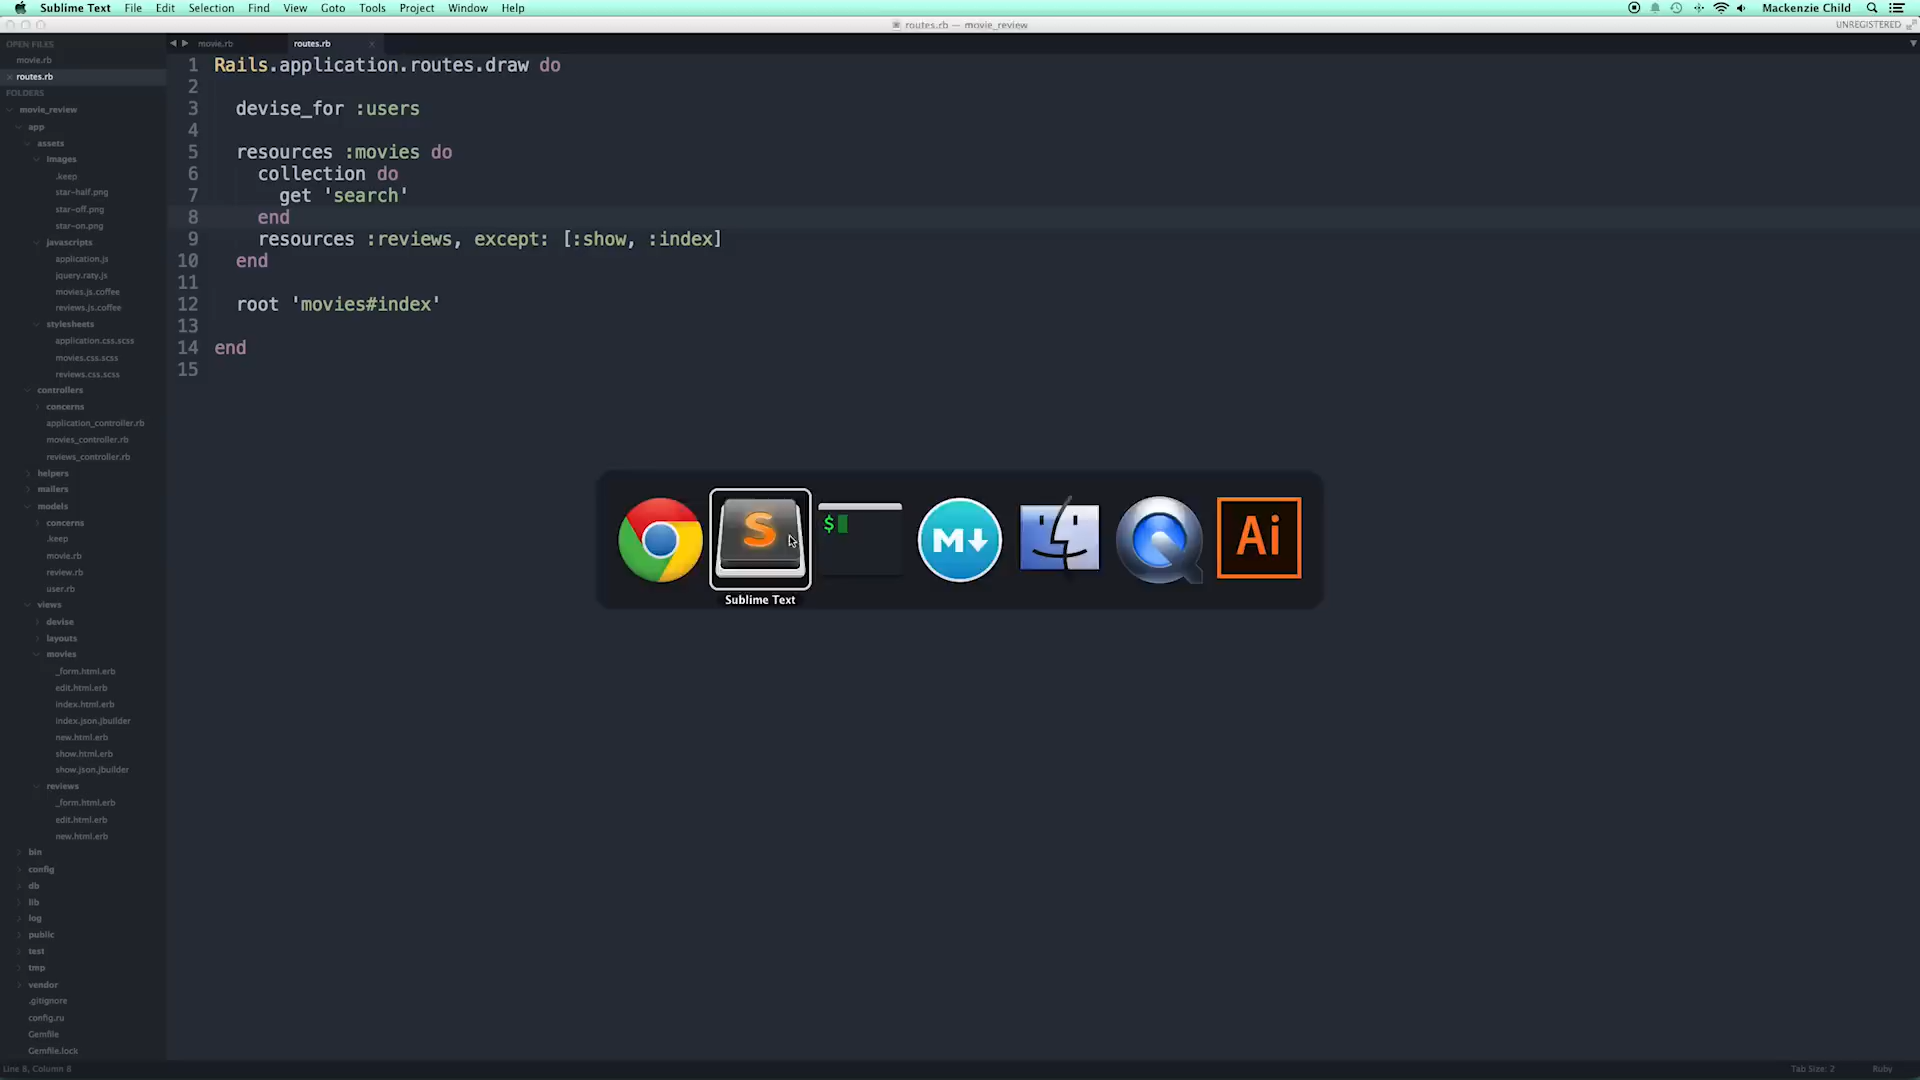 Sublime Text File Edit Selection Find View Goto Tools Project Window Help Mackenzie Child
routes.rb — movie_review UNREGISTERED
OPEN FILES
movie.rb
routes.rb
FOLDERS
movie_review
app
assets
images
.keep
star-half.png
star-off.png
star-on.png
javascripts
application.js
jquery.raty.js
movies.js.coffee
reviews.js.coffee
stylesheets
application.css.scss
movies.css.scss
reviews.css.scss
controllers
concerns
application_controller.rb
movies_controller.rb
reviews_controller.rb
helpers
mailers
models
concerns
.keep
movie.rb
review.rb
user.rb
views
devise
layouts
movies
_form.html.erb
edit.html.erb
index.html.erb
index.json.jbuilder
new.html.erb
show.html.erb
show.json.jbuilder
reviews
_form.html.erb
edit.html.erb
new.html.erb
bin
config
db
lib
log
public
test
tmp
vendor
.gitignore
config.ru
Gemfile
Gemfile.lock
movie.rb routes.rb
1 Rails.application.routes.draw do
2
3 devise_for :users
4
5 resources :movies do
6 collection do
7 get 'search'
8 end
9 resources :reviews, except: [:show, :index]
10 end
11
12 root 'movies#index'
13
14 end
15
S $ M Ai
Sublime Text
Line 8, Column 8 Tab Size: 2 Ruby